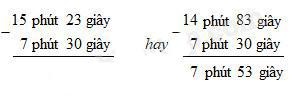 15 phút 23 giây
−
7 phút 30 giây
hay
14 phút 83 giây
−
7 phút 30 giây
7 phút 53 giây